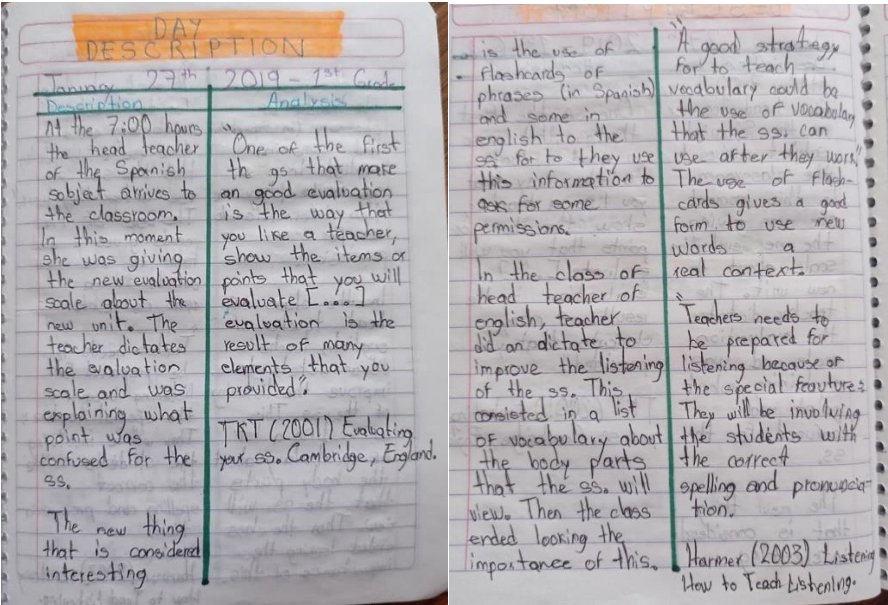 DAY
DESCRIPTION
January 27th 2019 - 1st Grade
Description
At the 7:00 hours
the head teacher
of the Spanish
sobject arrives to
the classroom.
In this moment
she was giving
the new evaluation
scale about the
new unit. The
teacher dictates
the evaluation
scale and was
explaining what
point was
confused for the
ss.
The new thing
that is considered
interesting
Analysis
"One of the first
th gs that make
an good evaluation
is the way that
you like a teacher,
show the items or
points that you will
evaluate [....]
evaluation is the
result of many
elements that you
provided".
TKT (2001) Evaluating
your ss. Cambridge, England.
is the use of
flashcards of
phrases (in Spanish)
and some in
english to the
ss for to they use
this information to
ask for some
permissions.
In the class of
head teacher of
english, teacher
did an dictate to
improve the listening
of the ss. This
consisted in a list
of vocabulary about
the body parts
that the ss. will
view. Then the class
ended looking the
importance of this.
"A good strategy
for to teach
vocabulary could be
the use of vocabulary
that the ss. can
use after they work"
The use of flash-
cards gives a good
form to use new
words a
real context.
"Teachers needs to
be prepared for
listening because of
the special
They will be involving
the students with
the correct
spelling and pronuncia-
tion.
Harmer (2003) Listening
How to Teach Listening.